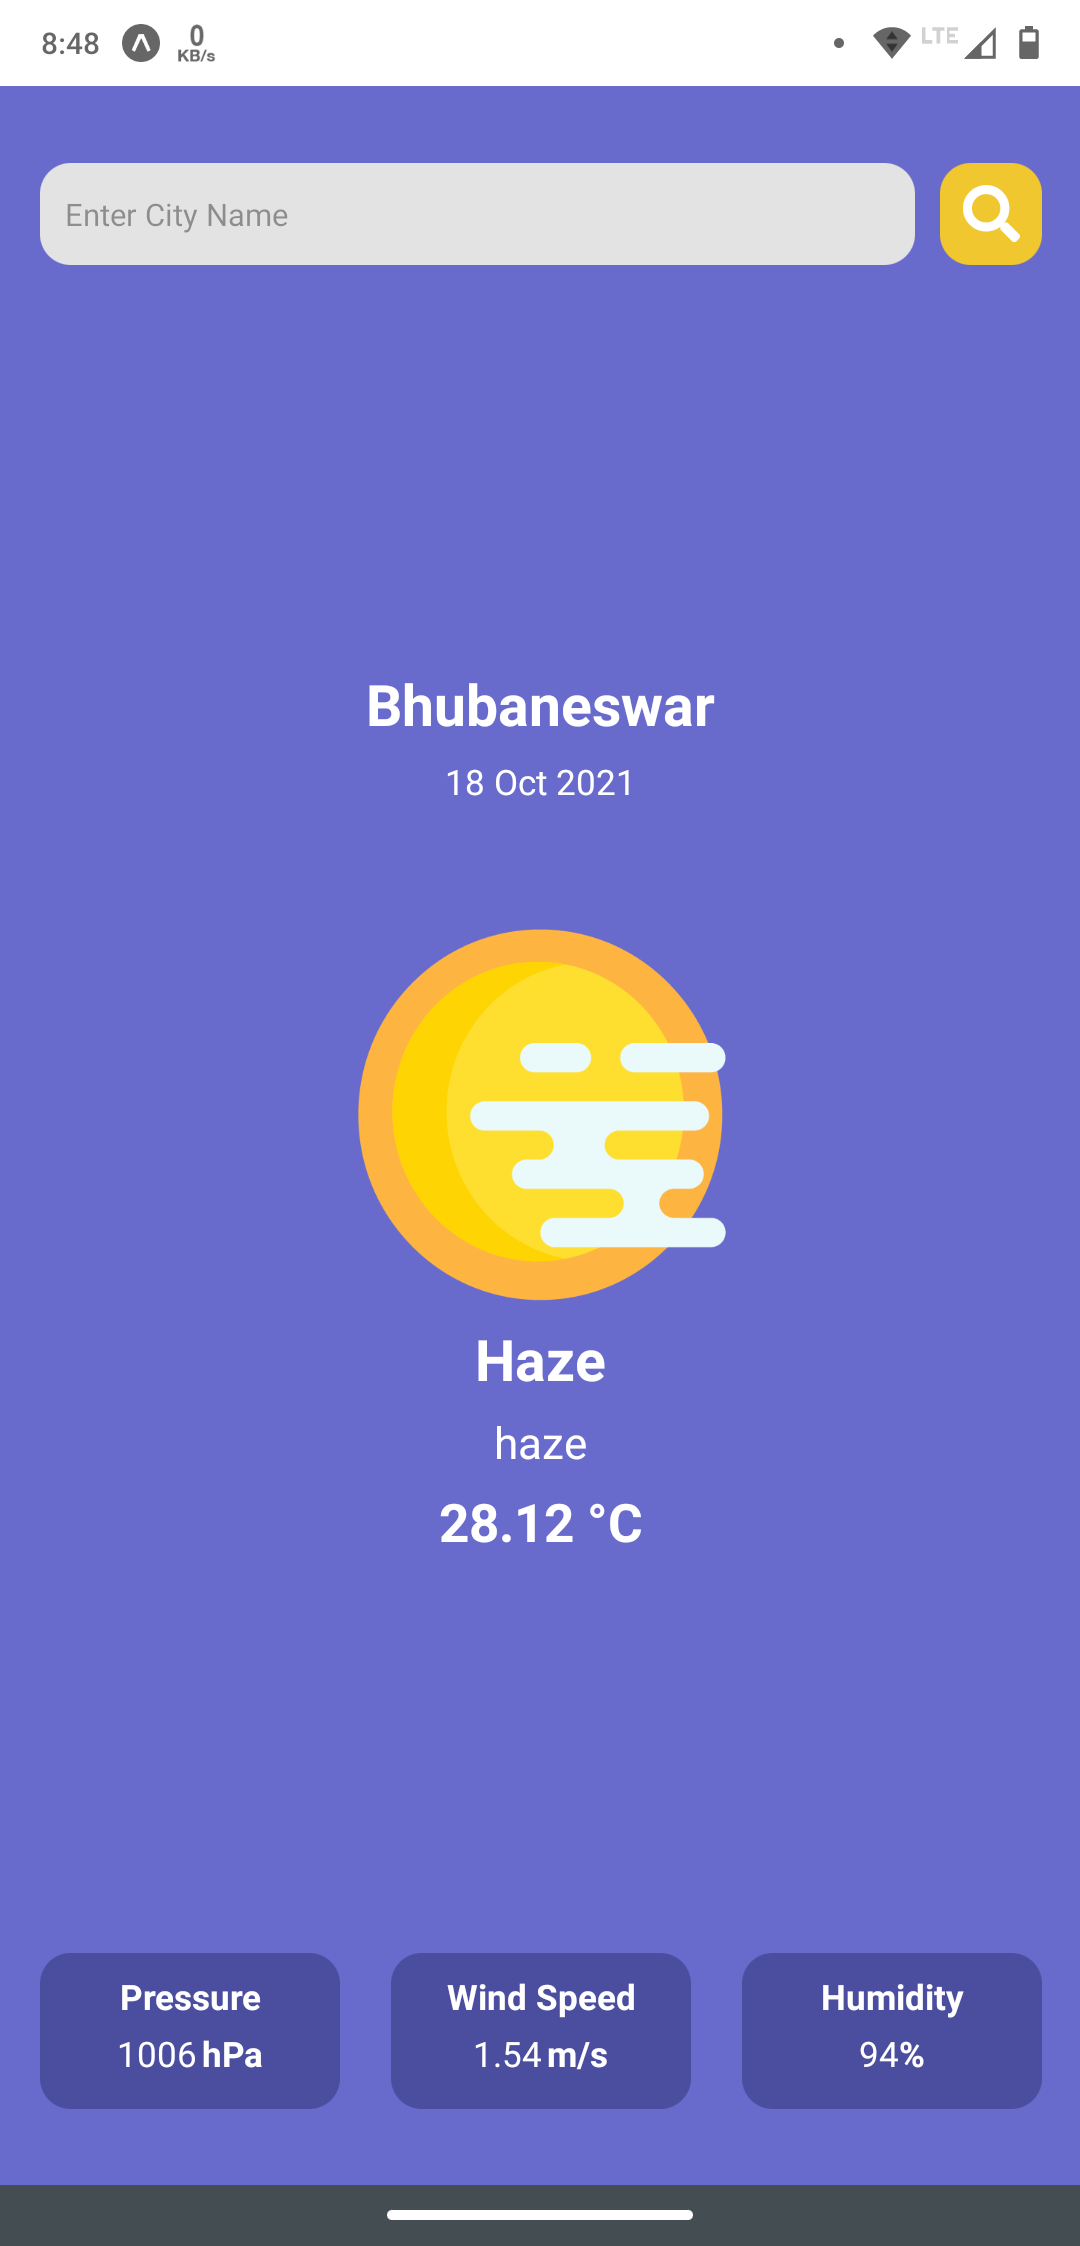 8:48 0 KB/s LTE
Enter City Name
Bhubaneswar
18 Oct 2021
Haze
haze
28.12 °C
Pressure
1006 hPa
Wind Speed
1.54 m/s
Humidity
94%